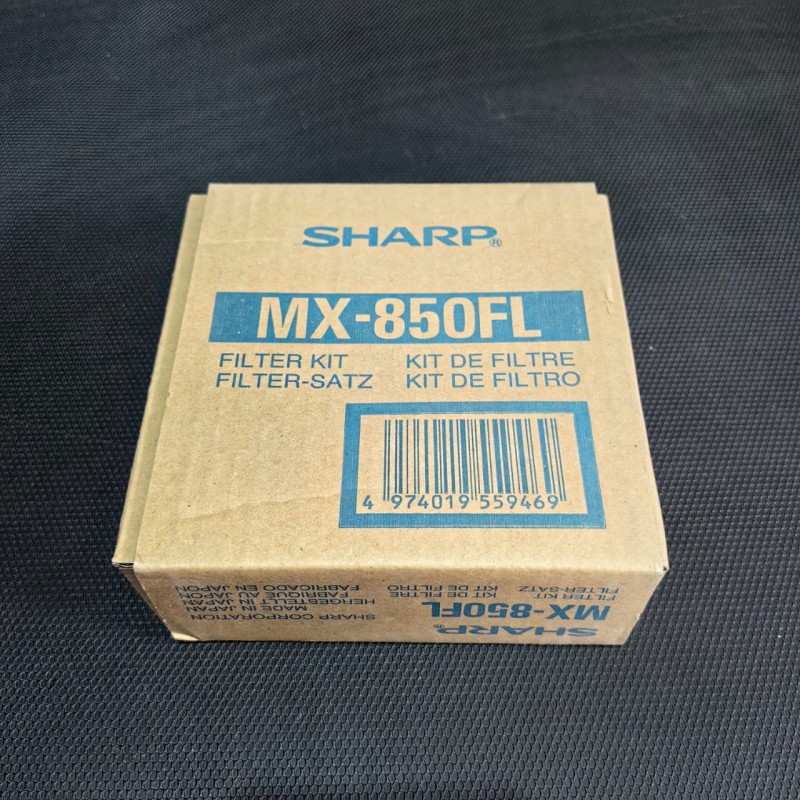 SHARP®
MX-850FL
FILTER KIT KIT DE FILTRE
FILTER-SATZ KIT DE FILTRO
4 974019 559469
SHARP®
MX-850FL
FILTER KIT KIT DE FILTRE
FILTER-SATZ KIT DE FILTRO
SHARP CORPORATION
MADE IN JAPAN
HERGESTELLT IN JAPAN
FABRIQUE AU JAPON
FABRICADO EN JAPON